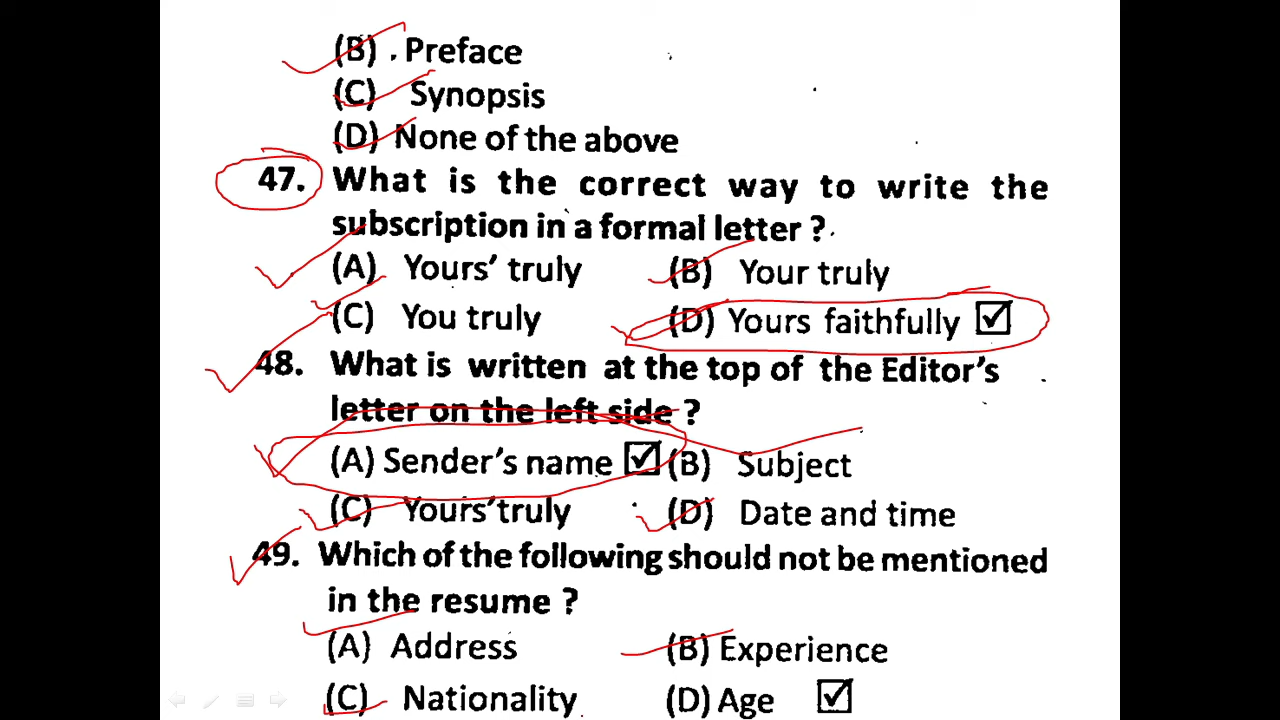 (B) . Preface
(C) Synopsis
(D) None of the above
47. What is the correct way to write the
subscription in a formal letter ?
(A) Yours' truly (B) Your truly
(C) You truly (D) Yours faithfully ☑
48. What is written at the top of the Editor's
letter on the left side ?
(A) Sender's name ☑ (B) Subject
(C) Yours' truly (D) Date and time
49. Which of the following should not be mentioned
in the resume ?
(A) Address (B) Experience
(C) Nationality (D) Age ☑